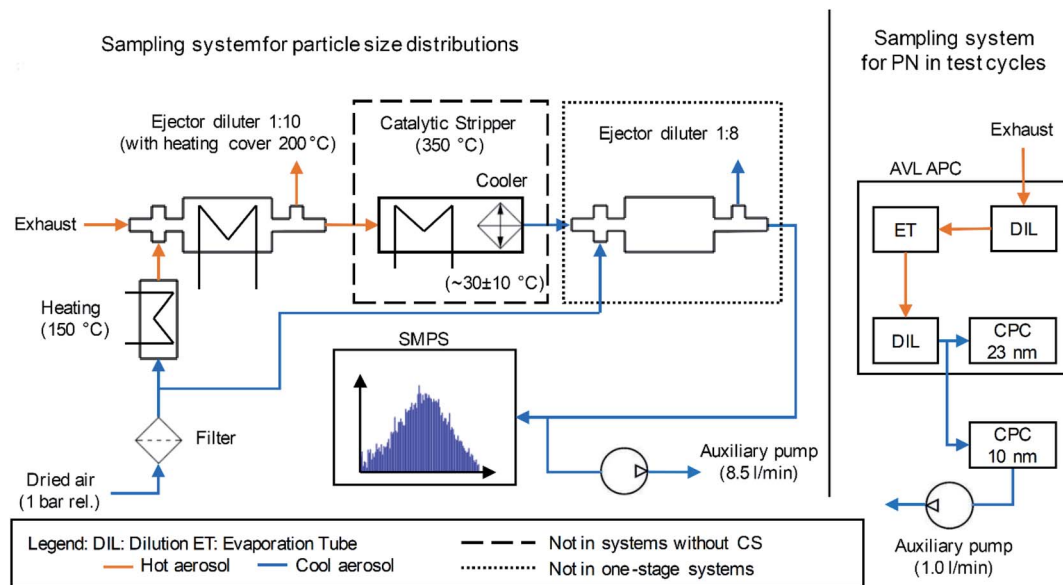 Sampling systemfor particle size distributions
Sampling system
for PN in test cycles
Ejector diluter 1:10
(with heating cover 200 °C)
Catalytic Stripper
(350 °C)
Cooler
Ejector diluter 1:8
Exhaust
AVL APC
Exhaust
ET
DIL
(~30±10 °C)
Heating
(150 °C)
SMPS
DIL
CPC
23 nm
Filter
CPC
10 nm
Dried air
(1 bar rel.)
Auxiliary pump
(8.5 l/min)
Auxiliary pump
(1.0 l/min)
Legend: DIL: Dilution ET: Evaporation Tube
Hot aerosol
Cool aerosol
Not in systems without CS
Not in one-stage systems